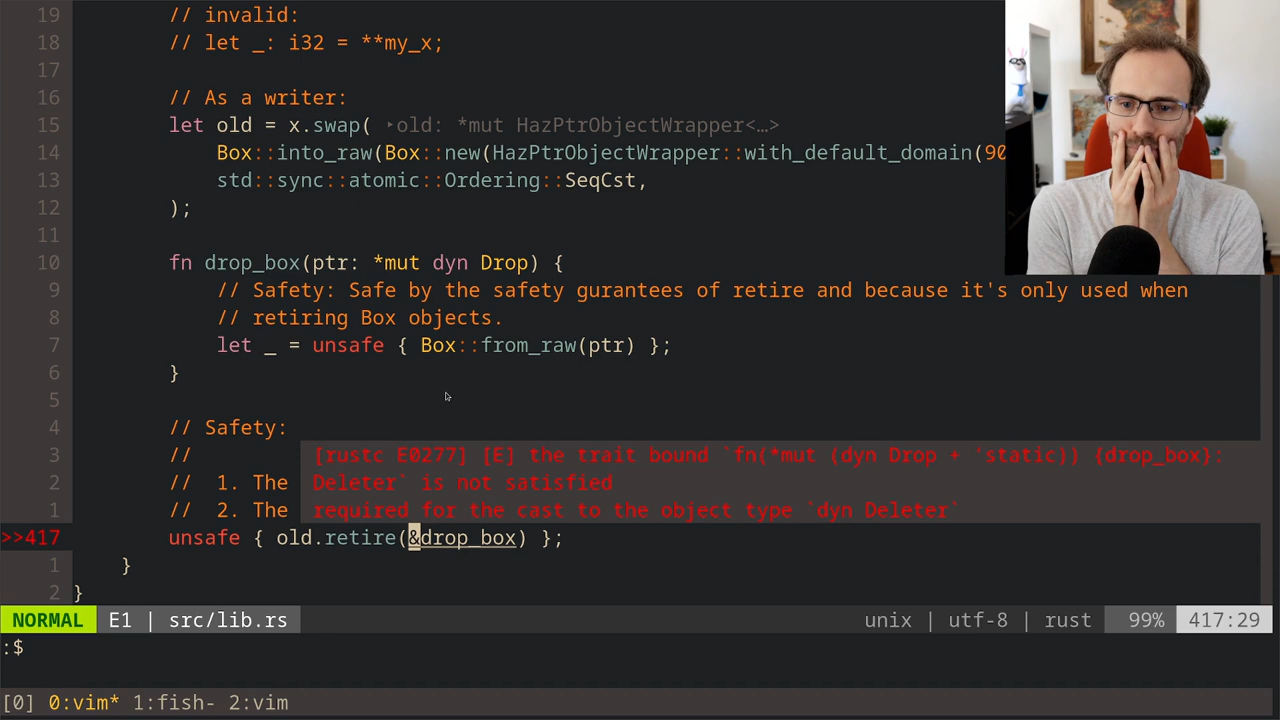 19 // invalid:
18 // let _: i32 = **my_x;
17
16 // As a writer:
15 let old = x.swap( ▸old: *mut HazPtrObjectWrapper<…>
14 Box::into_raw(Box::new(HazPtrObjectWrapper::with_default_domain(90
13 std::sync::atomic::Ordering::SeqCst,
12 );
11
10 fn drop_box(ptr: *mut dyn Drop) {
9 // Safety: Safe by the safety gurantees of retire and because it's only used when
8 // retiring Box objects.
7 let _ = unsafe { Box::from_raw(ptr) };
6 }
5
4 // Safety:
3 // [rustc E0277] [E] the trait bound `fn(*mut (dyn Drop + 'static)) {drop_box}:
2 // 1. The Deleter` is not satisfied
1 // 2. The required for the cast to the object type `dyn Deleter`
>>417 unsafe { old.retire(&drop_box) };
1 }
2 }
NORMAL E1 | src/lib.rs unix | utf-8 | rust 99% 417:29
:$
[0] 0:vim* 1:fish- 2:vim